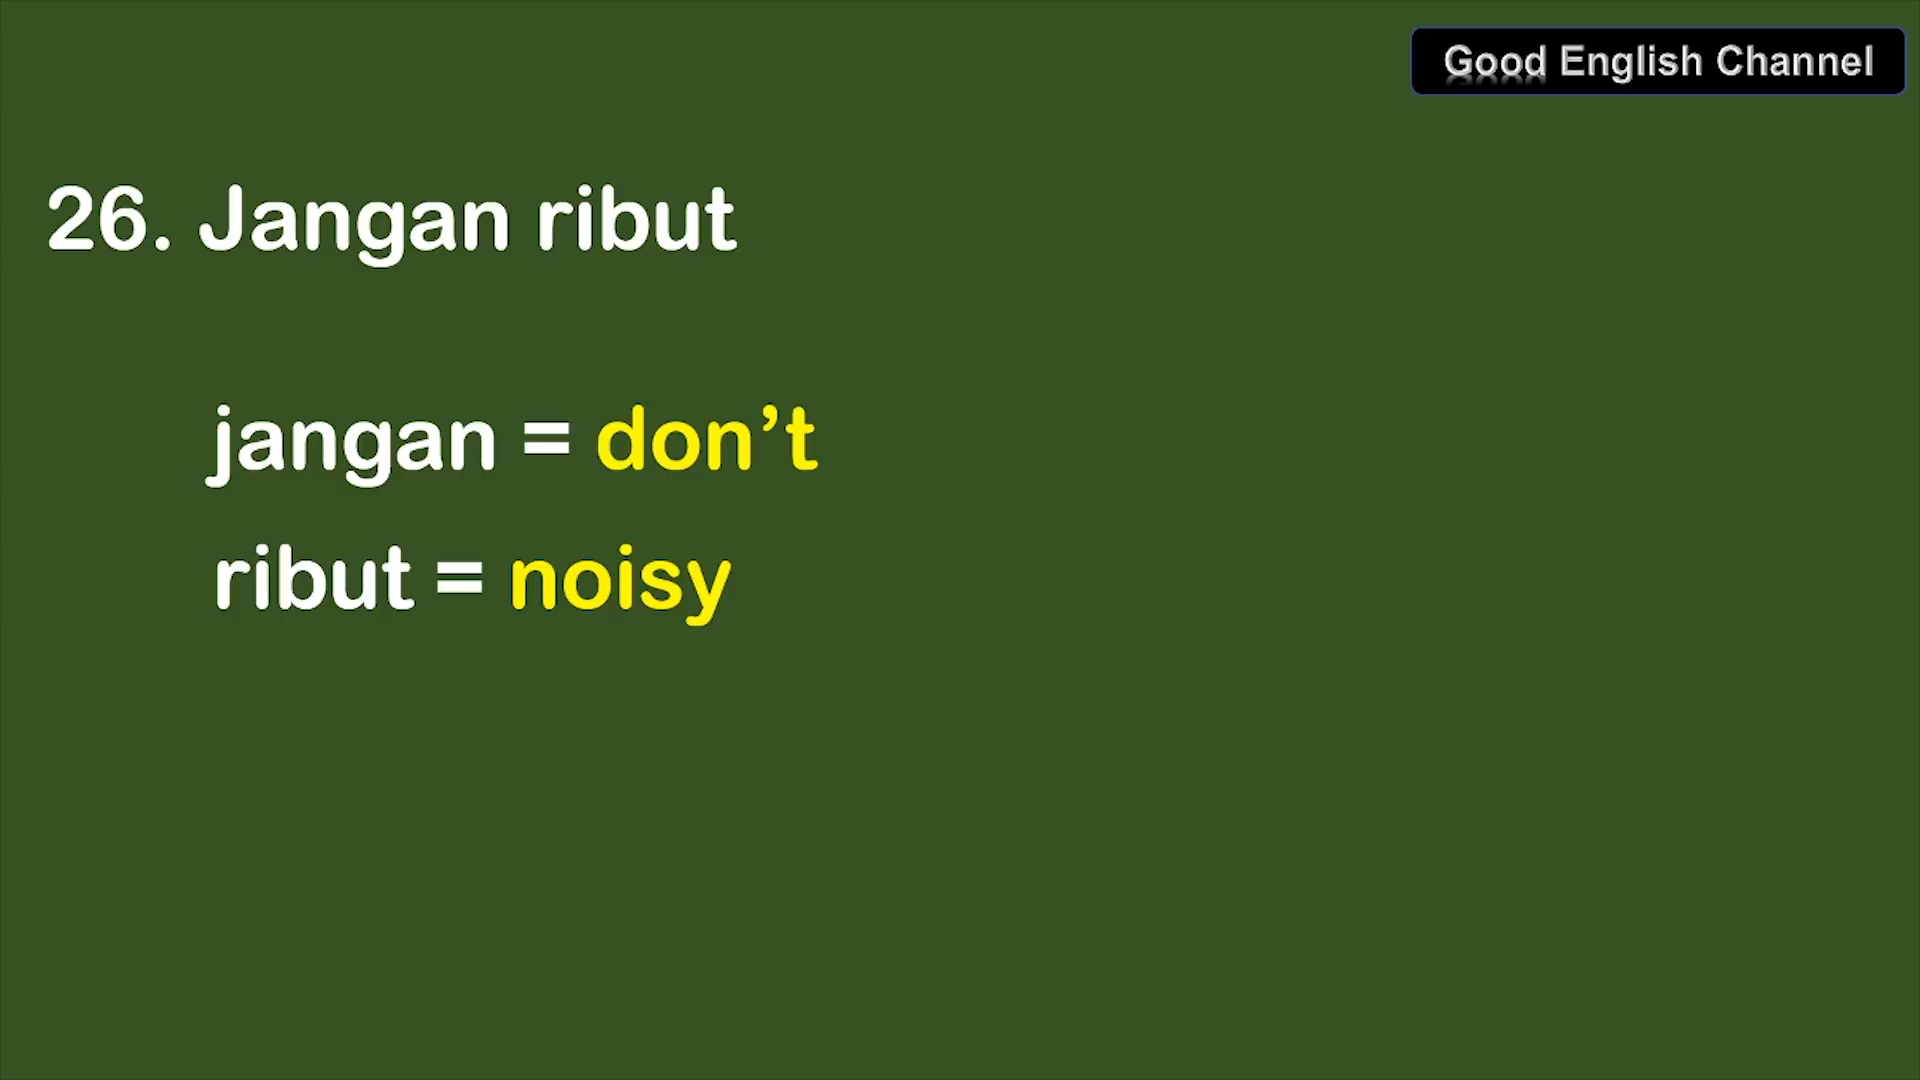 Good English Channel
26. Jangan ribut
jangan = don’t
ribut = noisy